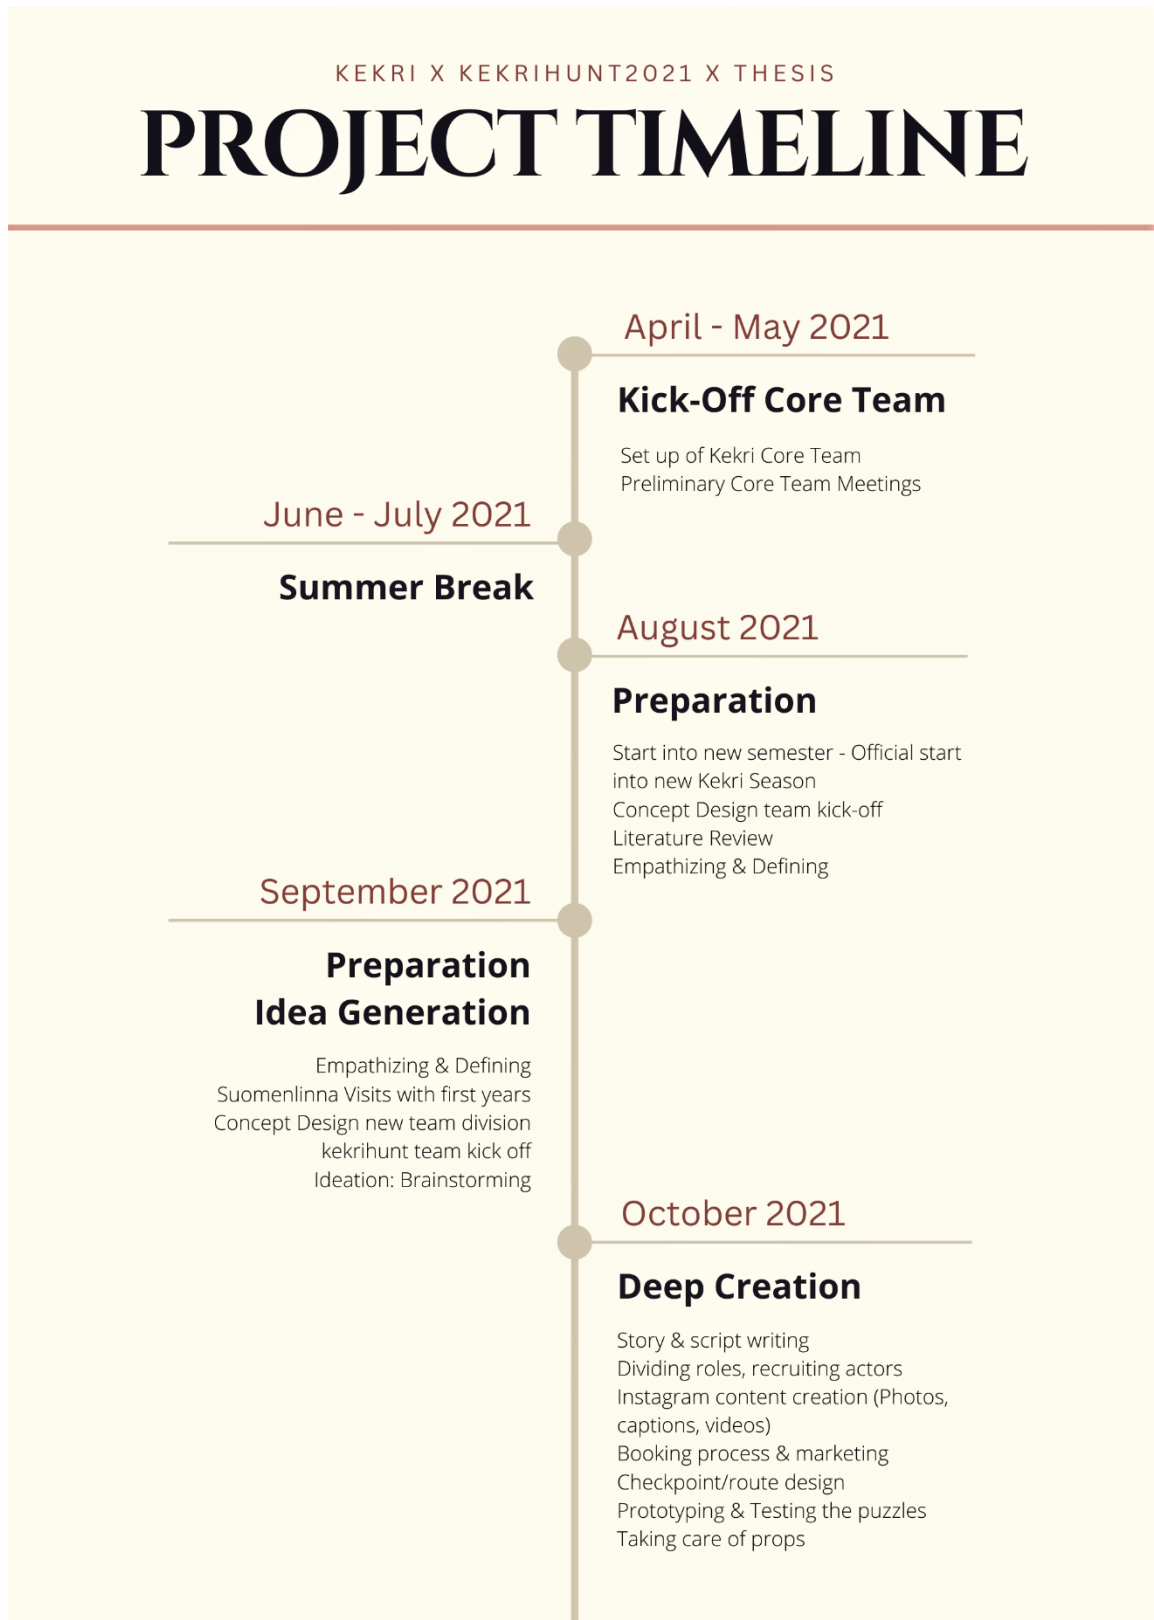 KEKRI X KEKRIHUNT2021 X THESIS
PROJECT TIMELINE
April - May 2021
Kick-Off Core Team
Set up of Kekri Core Team
Preliminary Core Team Meetings
June - July 2021
Summer Break
August 2021
Preparation
Start into new semester - Official start
into new Kekri Season
Concept Design team kick-off
Literature Review
Empathizing & Defining
September 2021
Preparation
Idea Generation
Empathizing & Defining
Suomenlinna Visits with first years
Concept Design new team division
kekrihunt team kick off
Ideation: Brainstorming
October 2021
Deep Creation
Story & script writing
Dividing roles, recruiting actors
Instagram content creation (Photos,
captions, videos)
Booking process & marketing
Checkpoint/route design
Prototyping & Testing the puzzles
Taking care of props